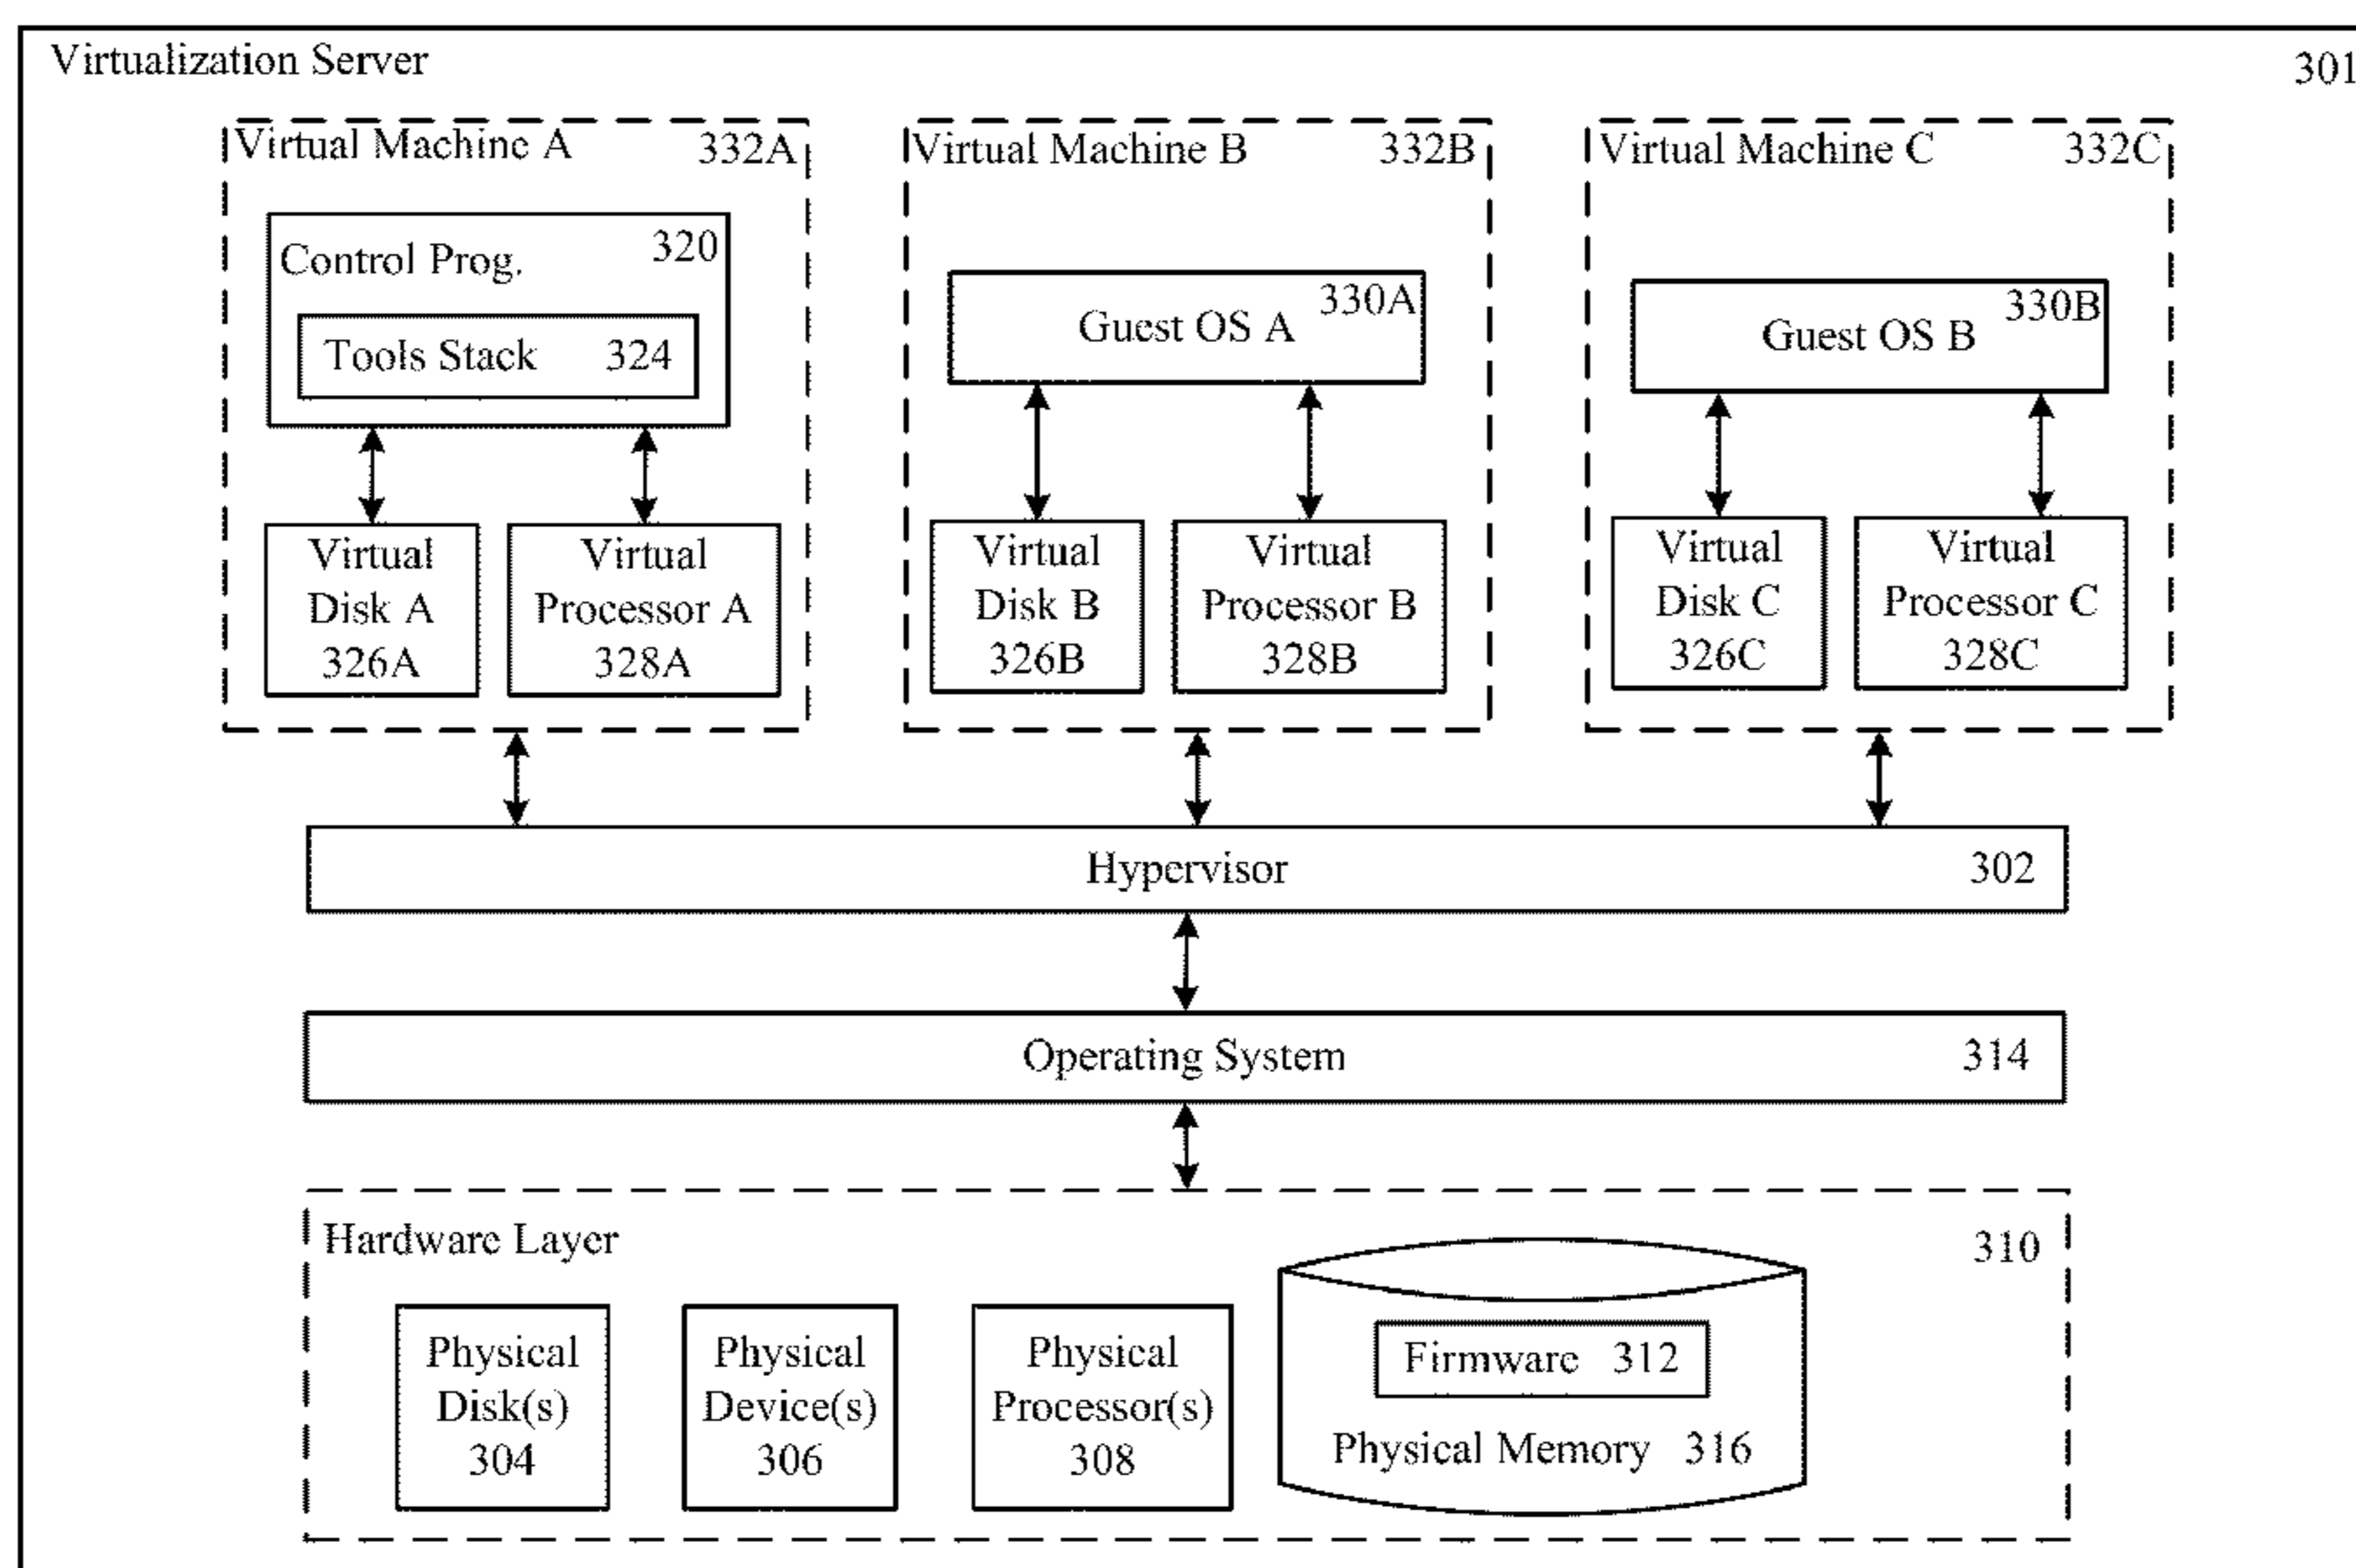 Virtualization Server 301
Virtual Machine A 332A
Control Prog. 320
Tools Stack 324
Virtual
Disk A
326A
Virtual
Processor A
328A
Virtual Machine B 332B
Guest OS A 330A
Virtual
Disk B
326B
Virtual
Processor B
328B
Virtual Machine C 332C
Guest OS B 330B
Virtual
Disk C
326C
Virtual
Processor C
328C
Hypervisor 302
Operating System 314
Hardware Layer 310
Physical
Disk(s)
304
Physical
Device(s)
306
Physical
Processor(s)
308
Firmware 312
Physical Memory 316